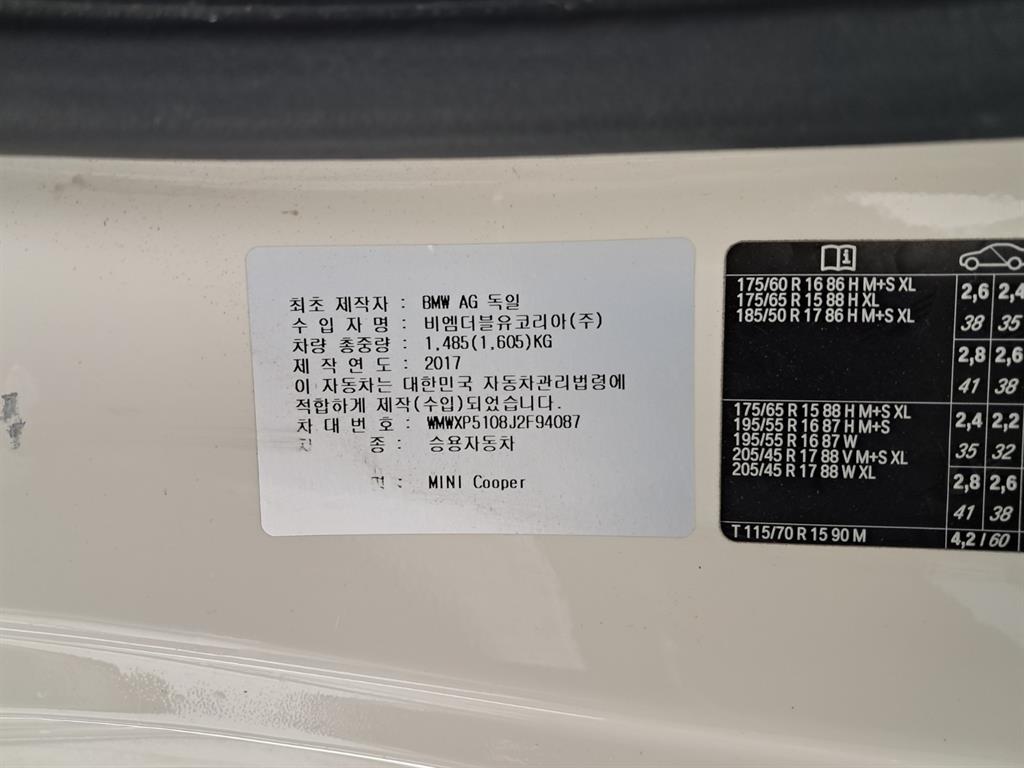 최초 제작자 : BMW AG 독일
수 입 자 명 : 비엠더블유코리아(주)
차량 총중량 : 1,485(1,605)KG
제 작 연 도 : 2017
이 자동차는 대한민국 자동차관리법령에
적합하게 제작(수입)되었습니다.
차 대 번 호 : WMWXP5108J2F94087
종 : 승용자동차
명 : MINI Cooper
i
175/60 R 16 86 H M+S XL
175/65 R 15 88 H XL
185/50 R 17 86 H M+S XL
2,6 2,4
38 35
2,8 2,6
41 38
175/65 R 15 88 H M+S XL
195/55 R 16 87 H M+S
195/55 R 16 87 W
205/45 R 17 88 V M+S XL
205/45 R 17 88 W XL
2,4 2,2
35 32
2,8 2,6
41 38
T 115/70 R 15 90 M 4,2 / 60